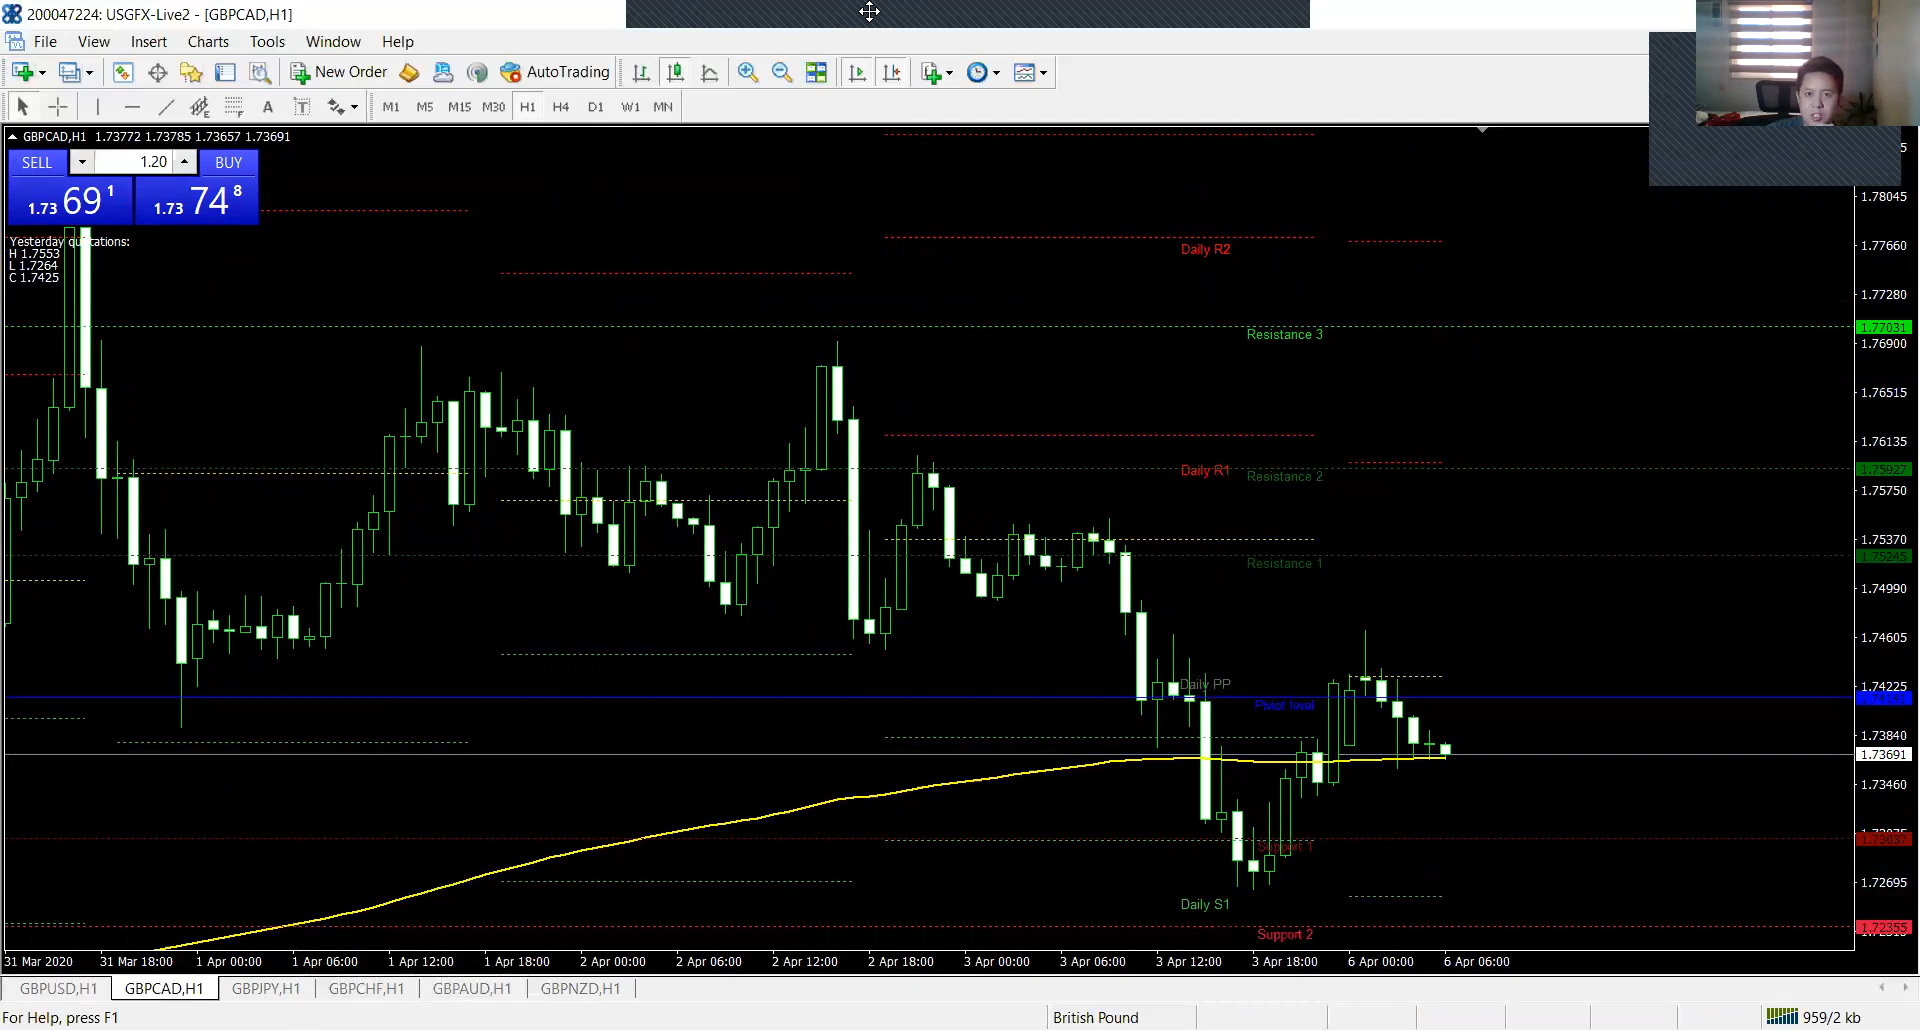 200047224: USGFX-Live2 - [GBPCAD,H1]
File View Insert Charts Tools Window Help
New Order AutoTrading
A T M1 M5 M15 M30 H1 H4 D1 W1 MN
GBPCAD,H1 1.73772 1.73785 1.73657 1.73691
SELL 1.20 BUY
1.73 69 1 1.73 74 8
Yesterday quotations:
H 1.7553
L 1.7264
C 1.7425
1.78045
Daily R2
1.77660
1.77280
1.77031
Resistance 3
1.76900
1.76515
1.76135
Daily R1
Resistance 2
1.75927
1.75750
1.75370
1.75245
Resistance 1
1.74990
1.74605
Daily PP
1.74225
Pivot level
1.73840
1.73691
1.73460
1.73037
Support 1
1.72695
Daily S1
1.72355
Support 2
31 Mar 2020 31 Mar 18:00 1 Apr 00:00 1 Apr 06:00 1 Apr 12:00 1 Apr 18:00 2 Apr 00:00 2 Apr 06:00 2 Apr 12:00 2 Apr 18:00 3 Apr 00:00 3 Apr 06:00 3 Apr 12:00 3 Apr 18:00 6 Apr 00:00 6 Apr 06:00
GBPUSD,H1 GBPCAD,H1 GBPJPY,H1 GBPCHF,H1 GBPAUD,H1 GBPNZD,H1
For Help, press F1 British Pound 959/2 kb